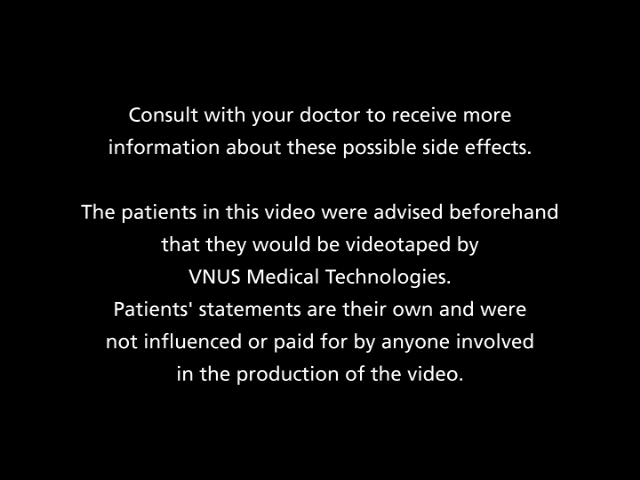 Consult with your doctor to receive more
information about these possible side effects.
The patients in this video were advised beforehand
that they would be videotaped by
VNUS Medical Technologies.
Patients' statements are their own and were
not influenced or paid for by anyone involved
in the production of the video.